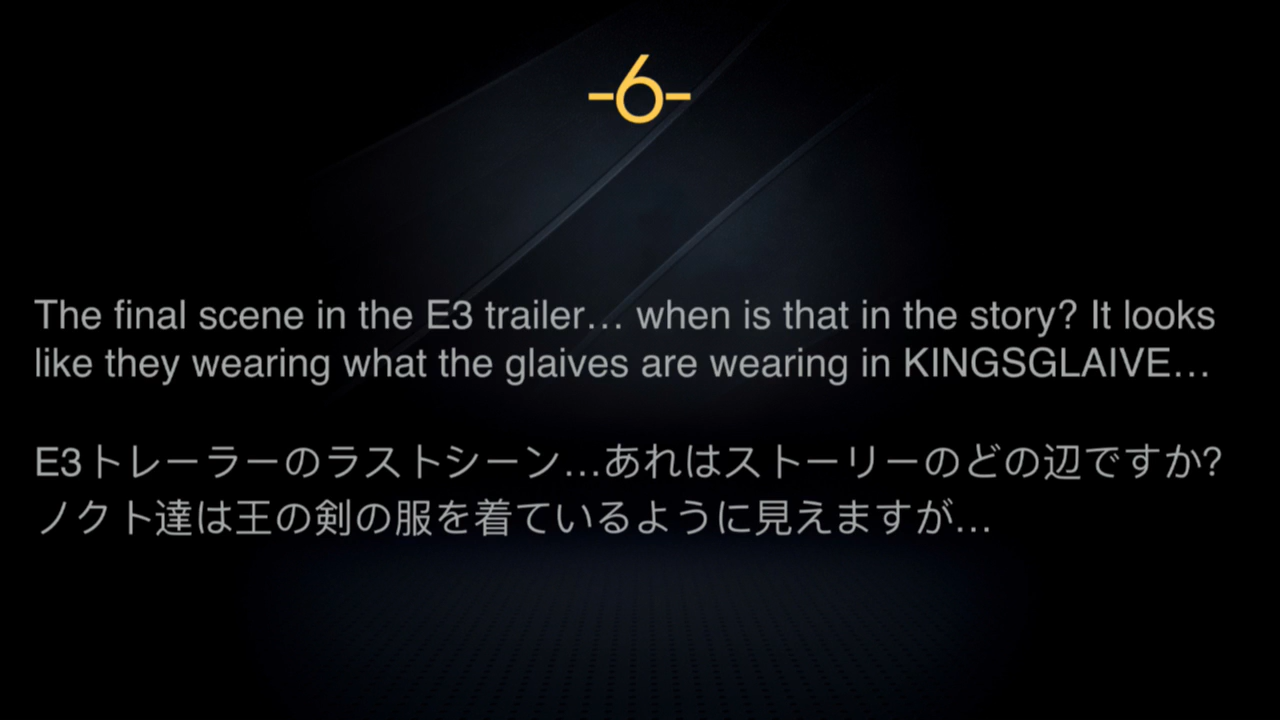 -6-
The final scene in the E3 trailer… when is that in the story? It looks
like they wearing what the glaives are wearing in KINGSGLAIVE…
E3トレーラーのラストシーン…あれはストーリーのどの辺ですか?
ノクト達は王の剣の服を着ているように見えますが…